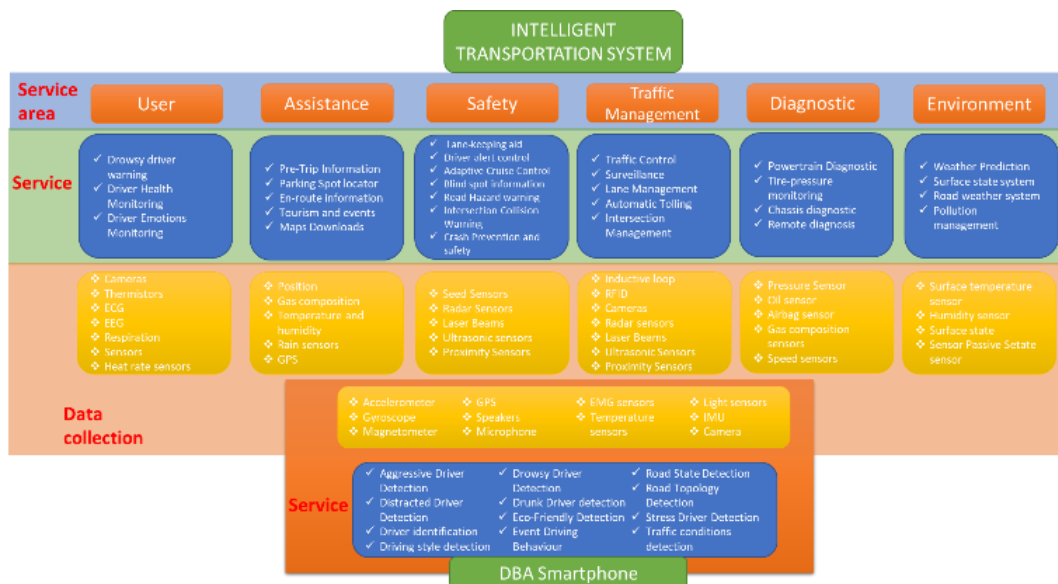 INTELLIGENT
TRANSPORTATION SYSTEM
Service
area
User
Assistance
Safety
Traffic
Management
Diagnostic
Environment
Service
Drowsy driver
warning
Driver Health
Monitoring
Driver Emotions
Monitoring
Pre-Trip Information
Parking Spot locator
En-route information
Tourism and events
Maps Downloads
Lane-keeping aid
Driver alert control
Adaptive Cruise Control
Blind spot information
Road Hazard warning
Intersection Collision
Warning
Crash Prevention and
safety
Traffic Control
Surveillance
Lane Management
Automatic Tolling
Intersection
Management
Powertrain Diagnostic
Tire-pressure
monitoring
Chassis diagnostic
Remote diagnosis
Weather Prediction
Surface state system
Road weather system
Pollution
management
Data
collection
Cameras
Thermistors
ECG
EEG
Respiration
Sensors
Heat rate sensors
Position
Gas composition
Temperature and
humidity
Rain sensors
GPS
Seed Sensors
Radar Sensors
Laser Beams
Ultrasonic sensors
Proximity Sensors
Inductive loop
RFID
Cameras
Radar sensors
Laser Beams
Ultrasonic Sensors
Proximity Sensors
Pressure Sensor
Oil sensor
Airbag sensor
Gas composition
sensors
Speed sensors
Surface temperature
sensor
Humidity sensor
Surface state
Sensor Passive Setate
sensor
Accelerometer
Gyroscope
Magnetometer
GPS
Speakers
Microphone
EMG sensors
Temperature
sensors
Light sensors
IMU
Camera
Service
Aggressive Driver
Detection
Distracted Driver
Detection
Driver identification
Driving style detection
Drowsy Driver
Detection
Drunk Driver detection
Eco-Friendly Detection
Event Driving
Behaviour
Road State Detection
Road Topology
Detection
Stress Driver Detection
Traffic conditions
detection
DBA Smartphone